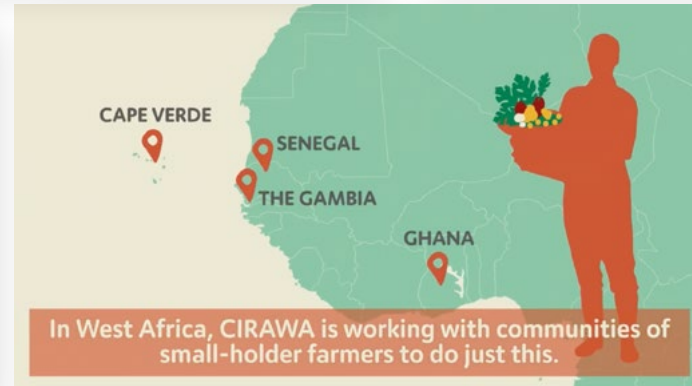 CAPE VERDE
SENEGAL
THE GAMBIA
GHANA
In West Africa, CIRAWA is working with communities of
small-holder farmers to do just this.